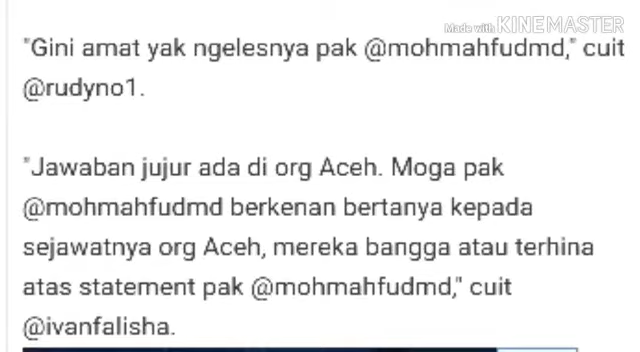 Made with KINEMASTER
"Gini amat yak ngelesnya pak @mohmahfudmd," cuit
@rudyno1.
"Jawaban jujur ada di org Aceh. Moga pak
@mohmahfudmd berkenan bertanya kepada
sejawatnya org Aceh, mereka bangga atau terhina
atas statement pak @mohmahfudmd," cuit
@ivanfalisha.